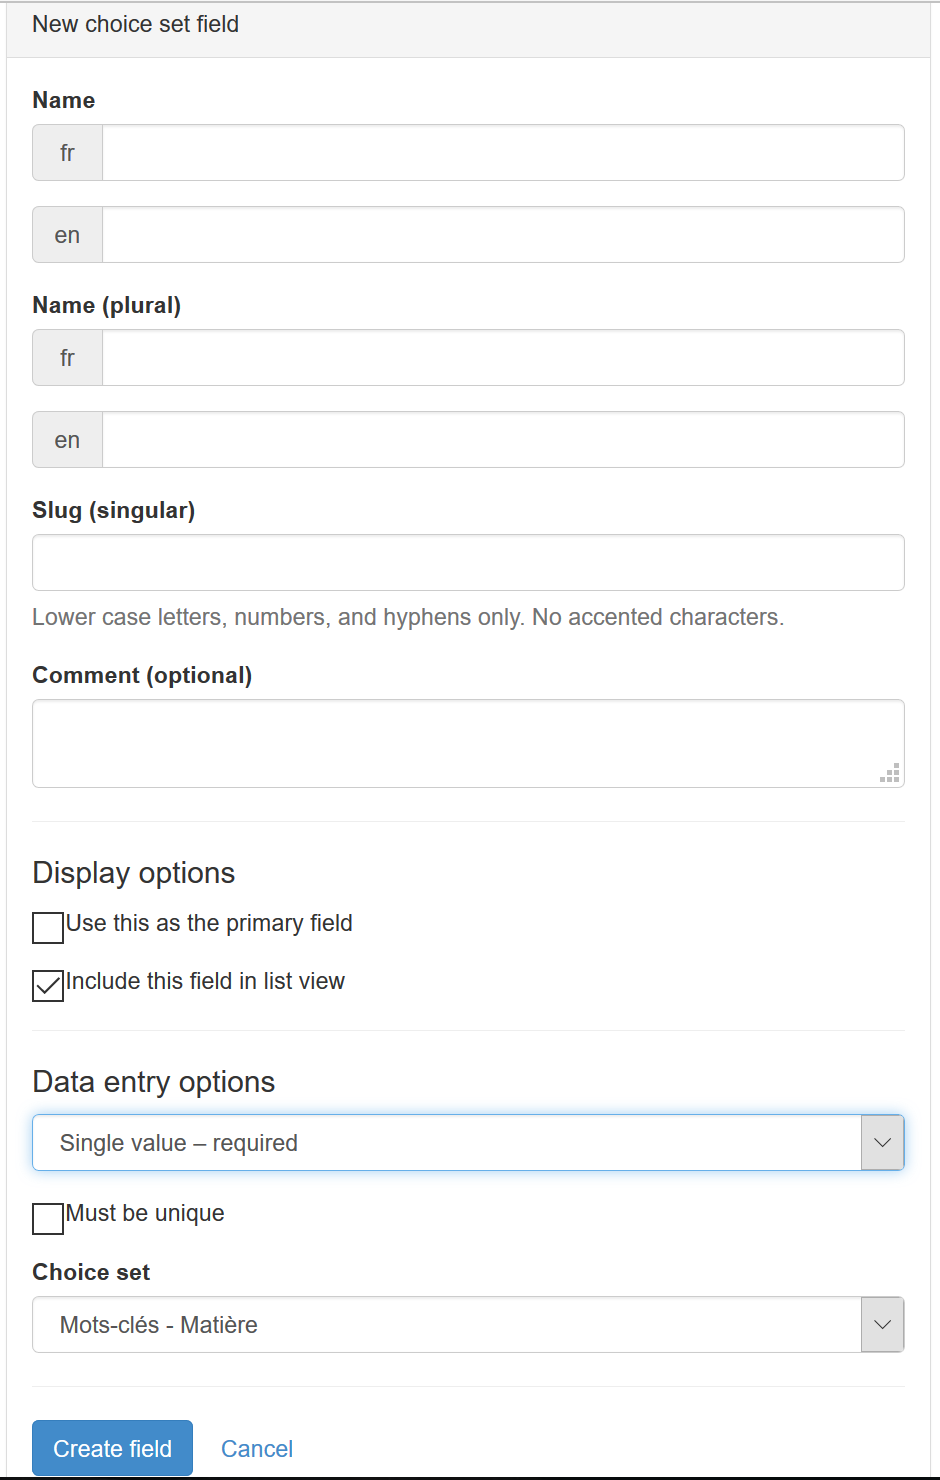 New choice set field
Name
fr
en
Name (plural)
fr
en
Slug (singular)
Lower case letters, numbers, and hyphens only. No accented characters.
Comment (optional)
Display options
Use this as the primary field
Include this field in list view
Data entry options
Single value – required
Must be unique
Choice set
Mots-clés - Matière
Create field Cancel